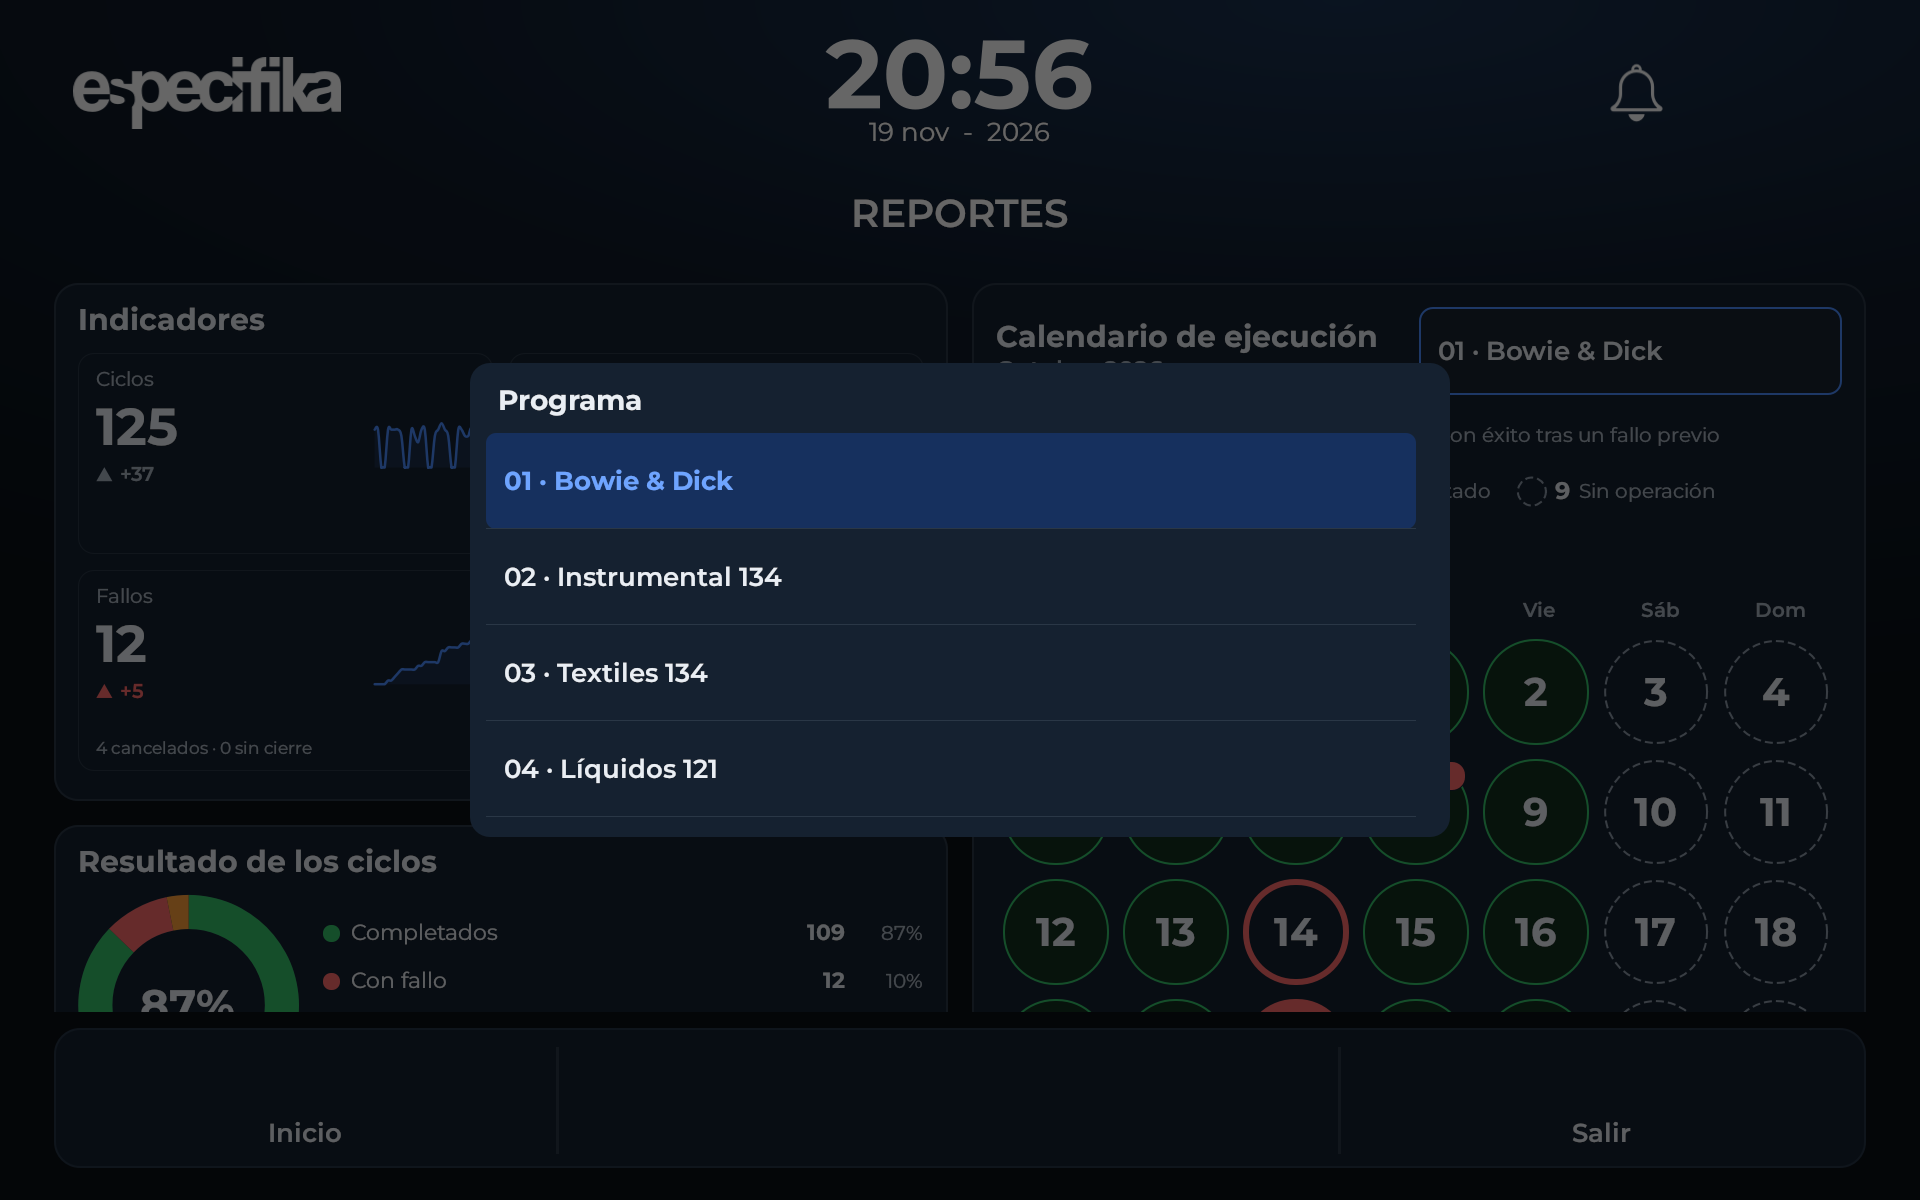 especifika
20:56
19 nov - 2026
REPORTES
Indicadores
Ciclos
125
▲ +37
Fallos
12
▲ +5
4 cancelados · 0 sin cierre
Calendario de ejecución
01 · Bowie & Dick
on éxito tras un fallo previo
9 Sin operación
Programa
01 · Bowie & Dick
02 · Instrumental 134
03 · Textiles 134
04 · Líquidos 121
Vie Sáb Dom
2 3 4
9 10 11
12 13 14 15 16 17 18
Resultado de los ciclos
87%
Completados 109 87%
Con fallo 12 10%
Inicio
Salir